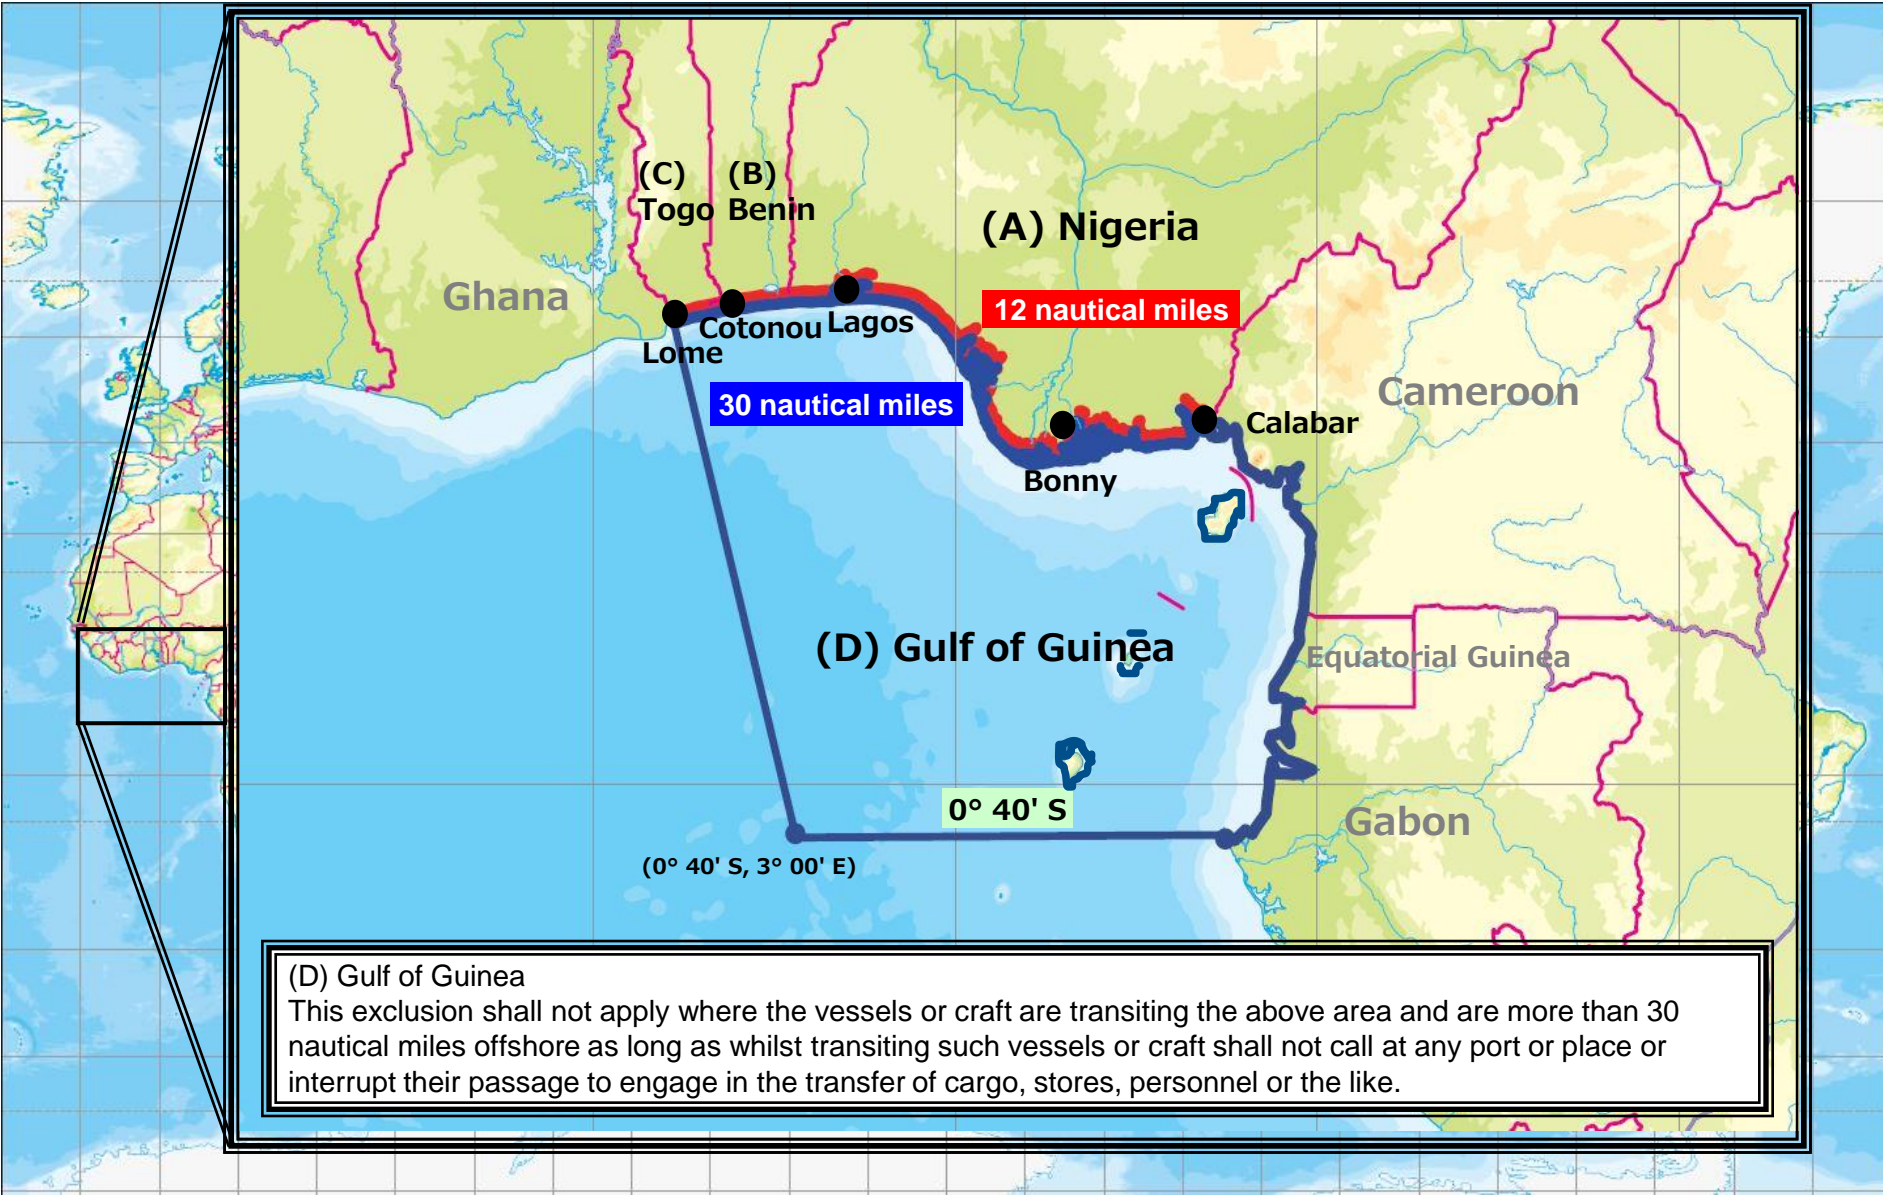 (C)
Togo
(B)
Benin
(A) Nigeria
Ghana
12 nautical miles
Cotonou
Lagos
Lome
30 nautical miles
Cameroon
Calabar
Bonny
(D) Gulf of Guinea
Equatorial Guinea
0° 40' S
Gabon
(0° 40' S, 3° 00' E)
(D) Gulf of Guinea
This exclusion shall not apply where the vessels or craft are transiting the above area and are more than 30
nautical miles offshore as long as whilst transiting such vessels or craft shall not call at any port or place or
interrupt their passage to engage in the transfer of cargo, stores, personnel or the like.